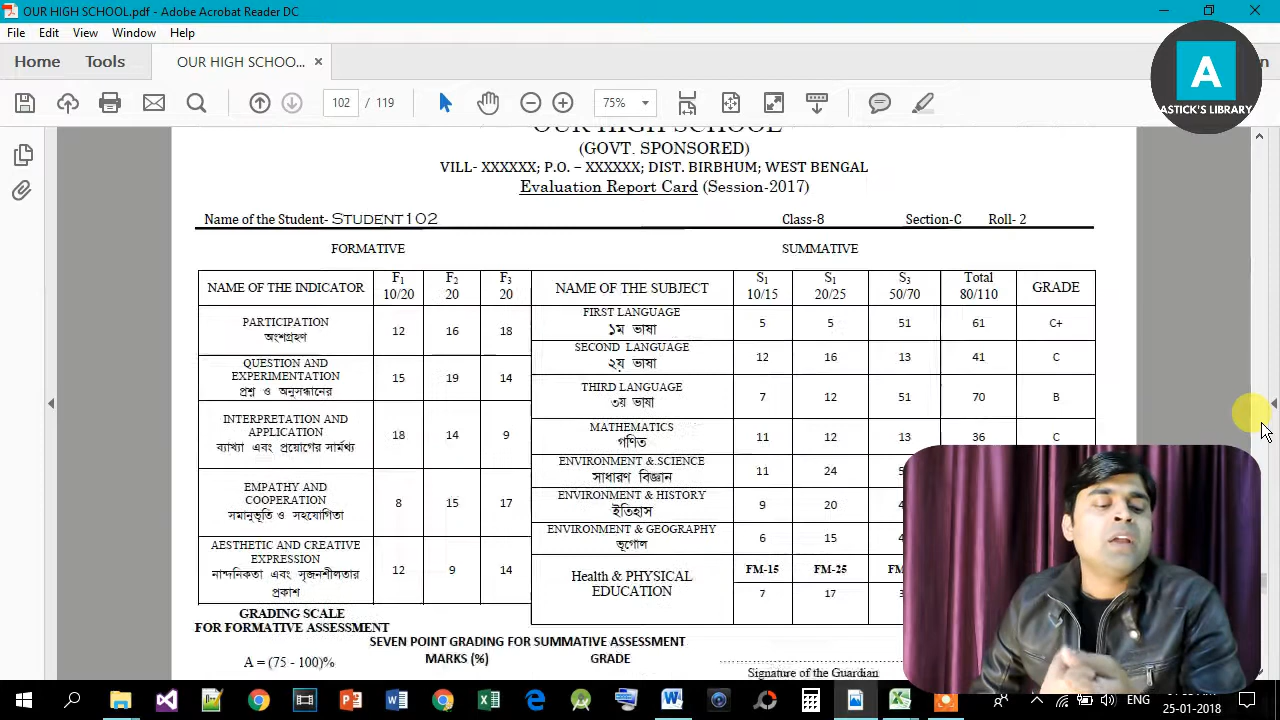 OUR HIGH SCHOOL.pdf - Adobe Acrobat Reader DC
File Edit View Window Help
Home Tools OUR HIGH SCHOO... ×
102 / 119 75%
A
ASTICK'S LIBRARY
OUR HIGH SCHOOL
(GOVT. SPONSORED)
VILL- XXXXXX; P.O. – XXXXXX; DIST. BIRBHUM; WEST BENGAL
Evaluation Report Card (Session-2017)
Name of the Student- STUDENT102 Class-8 Section-C Roll- 2
FORMATIVE
NAME OF THE INDICATOR F1 10/20 F2 20 F3 20
PARTICIPATION 12 16 18
অংশগ্রহণ
QUESTION AND
EXPERIMENTATION 15 19 14
প্রশ্ন ও অনুসন্ধানের
INTERPRETATION AND
APPLICATION 18 14 9
ব্যাখ্যা এবং প্রয়োগের সার্মথ্য
EMPATHY AND
COOPERATION 8 15 17
সমানুভূতি ও সহযোগিতা
AESTHETIC AND CREATIVE
EXPRESSION 12 9 14
নান্দনিকতা এবং সৃজনশীলতার
প্রকাশ
SUMMATIVE
NAME OF THE SUBJECT S1 10/15 S1 20/25 S3 50/70 Total 80/110 GRADE
FIRST LANGUAGE
১ম ভাষা 5 5 51 61 C+
SECOND LANGUAGE
২য় ভাষা 12 16 13 41 C
THIRD LANGUAGE
৩য় ভাষা 7 12 51 70 B
MATHEMATICS
গণিত 11 12 13 36 C
ENVIRONMENT &.SCIENCE
সাধারণ বিজ্ঞান 11 24
ENVIRONMENT & HISTORY
ইতিহাস 9 20
ENVIRONMENT & GEOGRAPHY
ভূগোল 6 15
Health & PHYSICAL
EDUCATION
FM-15 FM-25
7 17
GRADING SCALE
FOR FORMATIVE ASSESSMENT
A = (75 - 100)%
SEVEN POINT GRADING FOR SUMMATIVE ASSESSMENT
MARKS (%) GRADE
Signature of the Guardian
ENG
25-01-2018